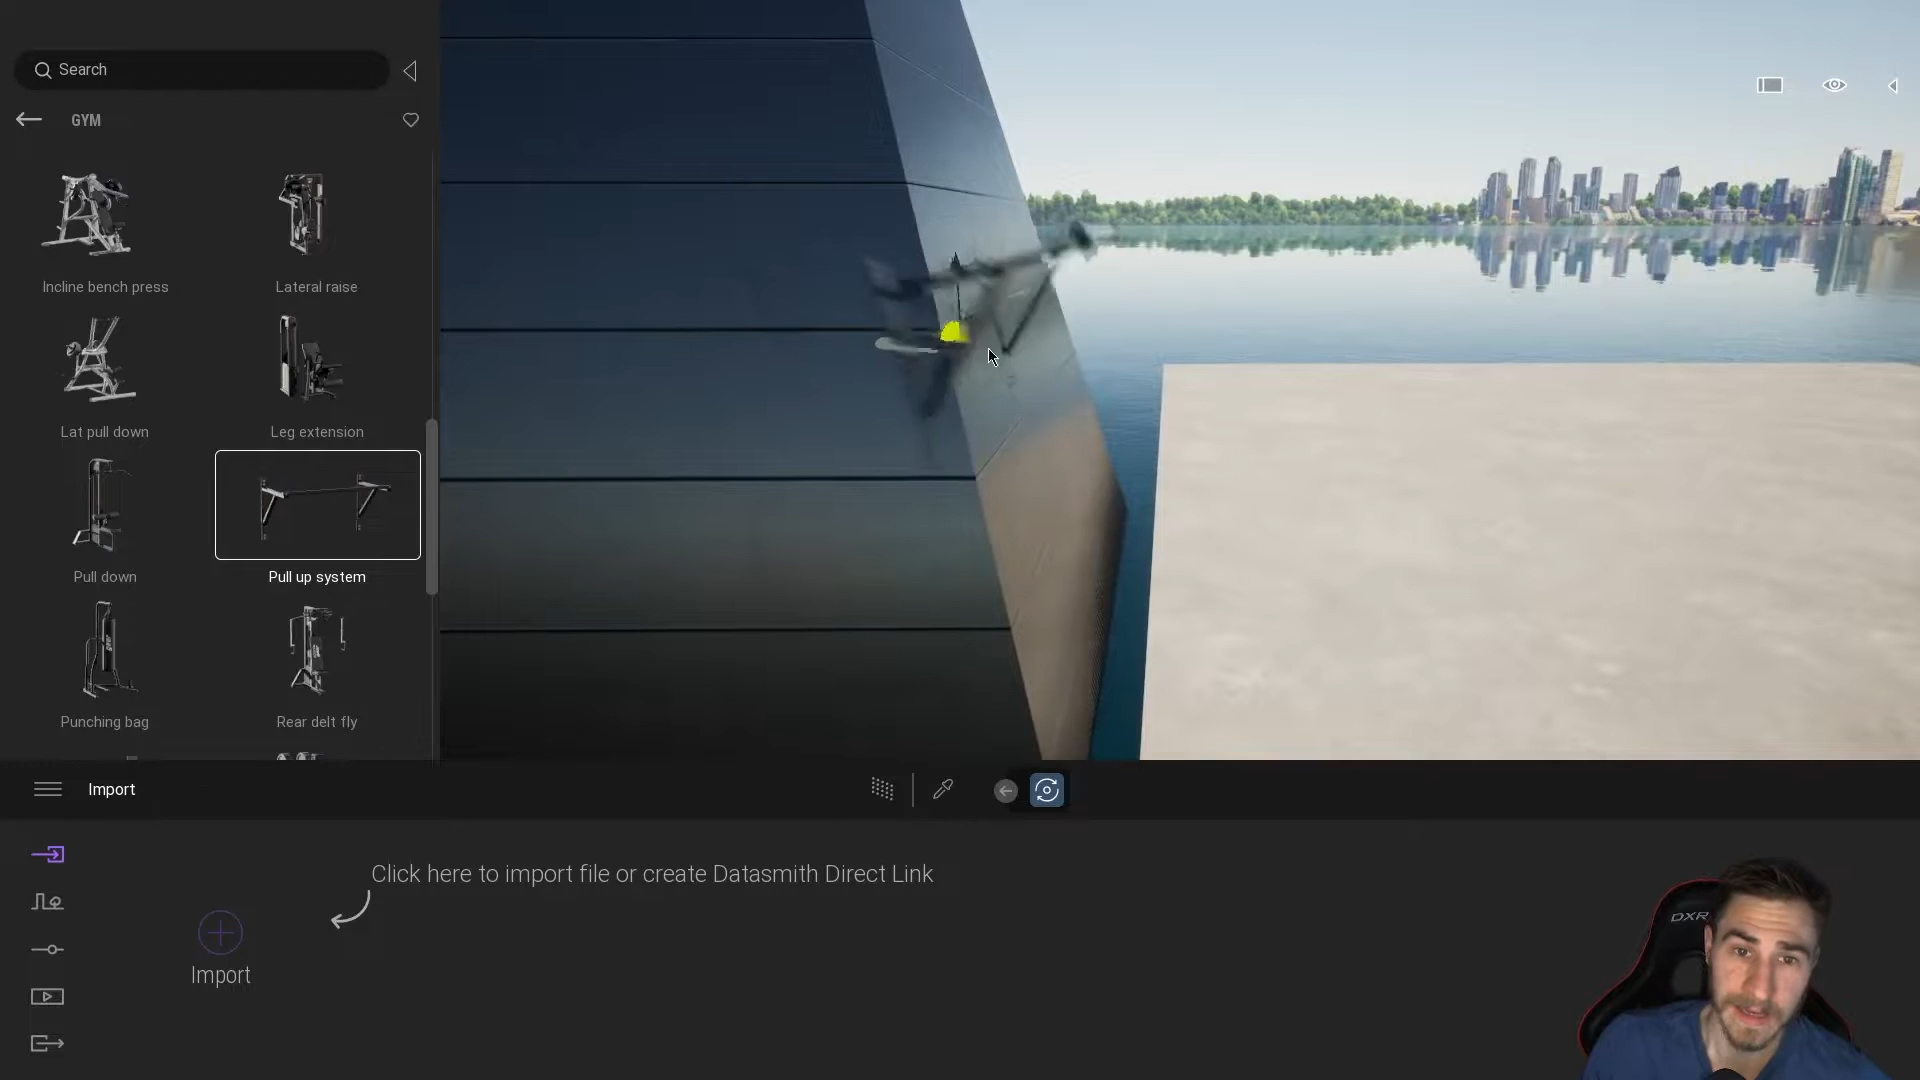 Search
GYM
Incline bench press
Lateral raise
Lat pull down
Leg extension
Pull down
Pull up system
Punching bag
Rear delt fly
Import
Click here to import file or create Datasmith Direct Link
Import
DXR